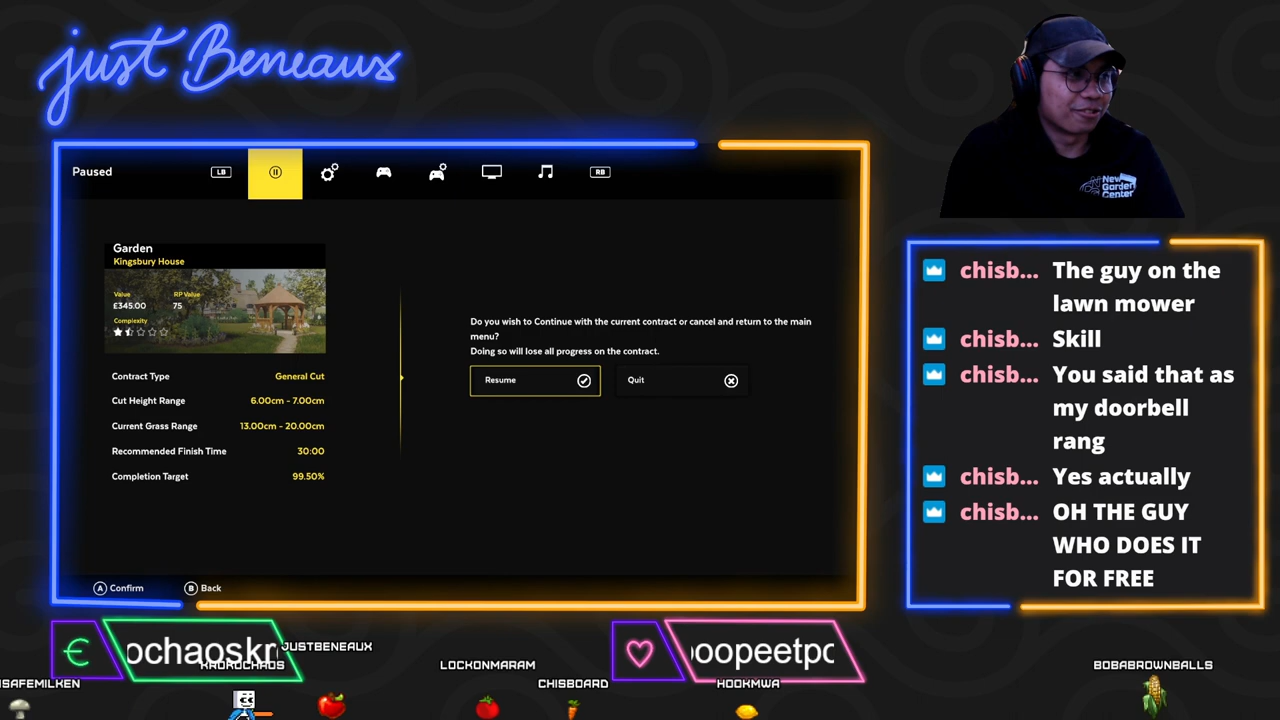 just Beneaux
New
Garden
Center
Paused
LB
RB
Garden
Kingsbury House
Value
RP Value
£345.00
75
Complexity
Contract Type
General Cut
Cut Height Range
6.00cm - 7.00cm
Current Grass Range
13.00cm - 20.00cm
Recommended Finish Time
30:00
Completion Target
99.50%
Do you wish to Continue with the current contract or cancel and return to the main
menu?
Doing so will lose all progress on the contract.
Resume
Quit
A Confirm
B Back
chisb... The guy on the
lawn mower
chisb... Skill
chisb... You said that as
my doorbell
rang
chisb... Yes actually
chisb... OH THE GUY
WHO DOES IT
FOR FREE
€
JUSTBENEAUX
KROKOCHAOS
LOCKONMARAM
CHISBOARD
HOOKMWA
BOBABROWNBALLS